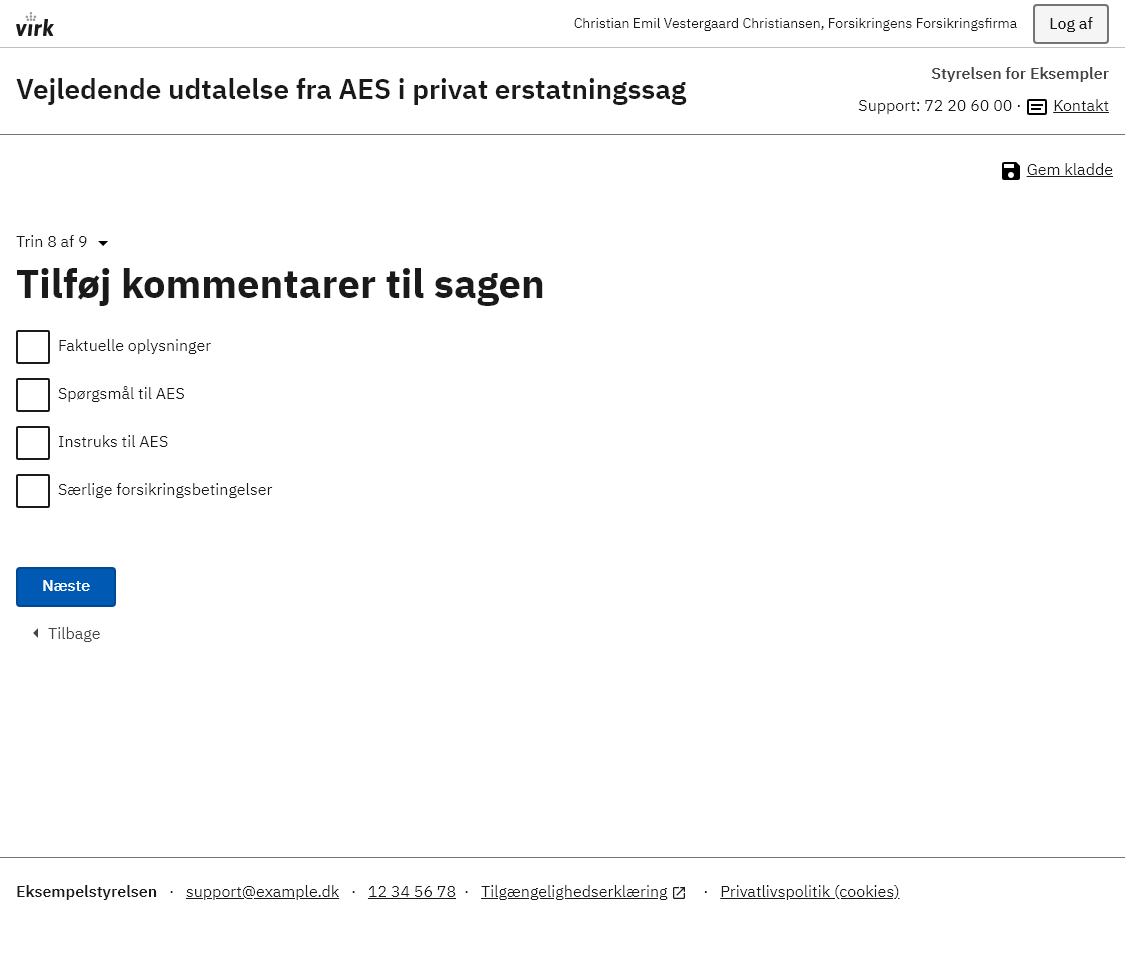 virk
Christian Emil Vestergaard Christiansen, Forsikringens Forsikringsfirma
Log af
Vejledende udtalelse fra AES i privat erstatningssag
Styrelsen for Eksempler
Support: 72 20 60 00 · Kontakt
Gem kladde
Trin 8 af 9
Tilføj kommentarer til sagen
Faktuelle oplysninger
Spørgsmål til AES
Instruks til AES
Særlige forsikringsbetingelser
Næste
Tilbage
Eksempelstyrelsen · support@example.dk · 12 34 56 78 · Tilgængelighedserklæring · Privatlivspolitik (cookies)